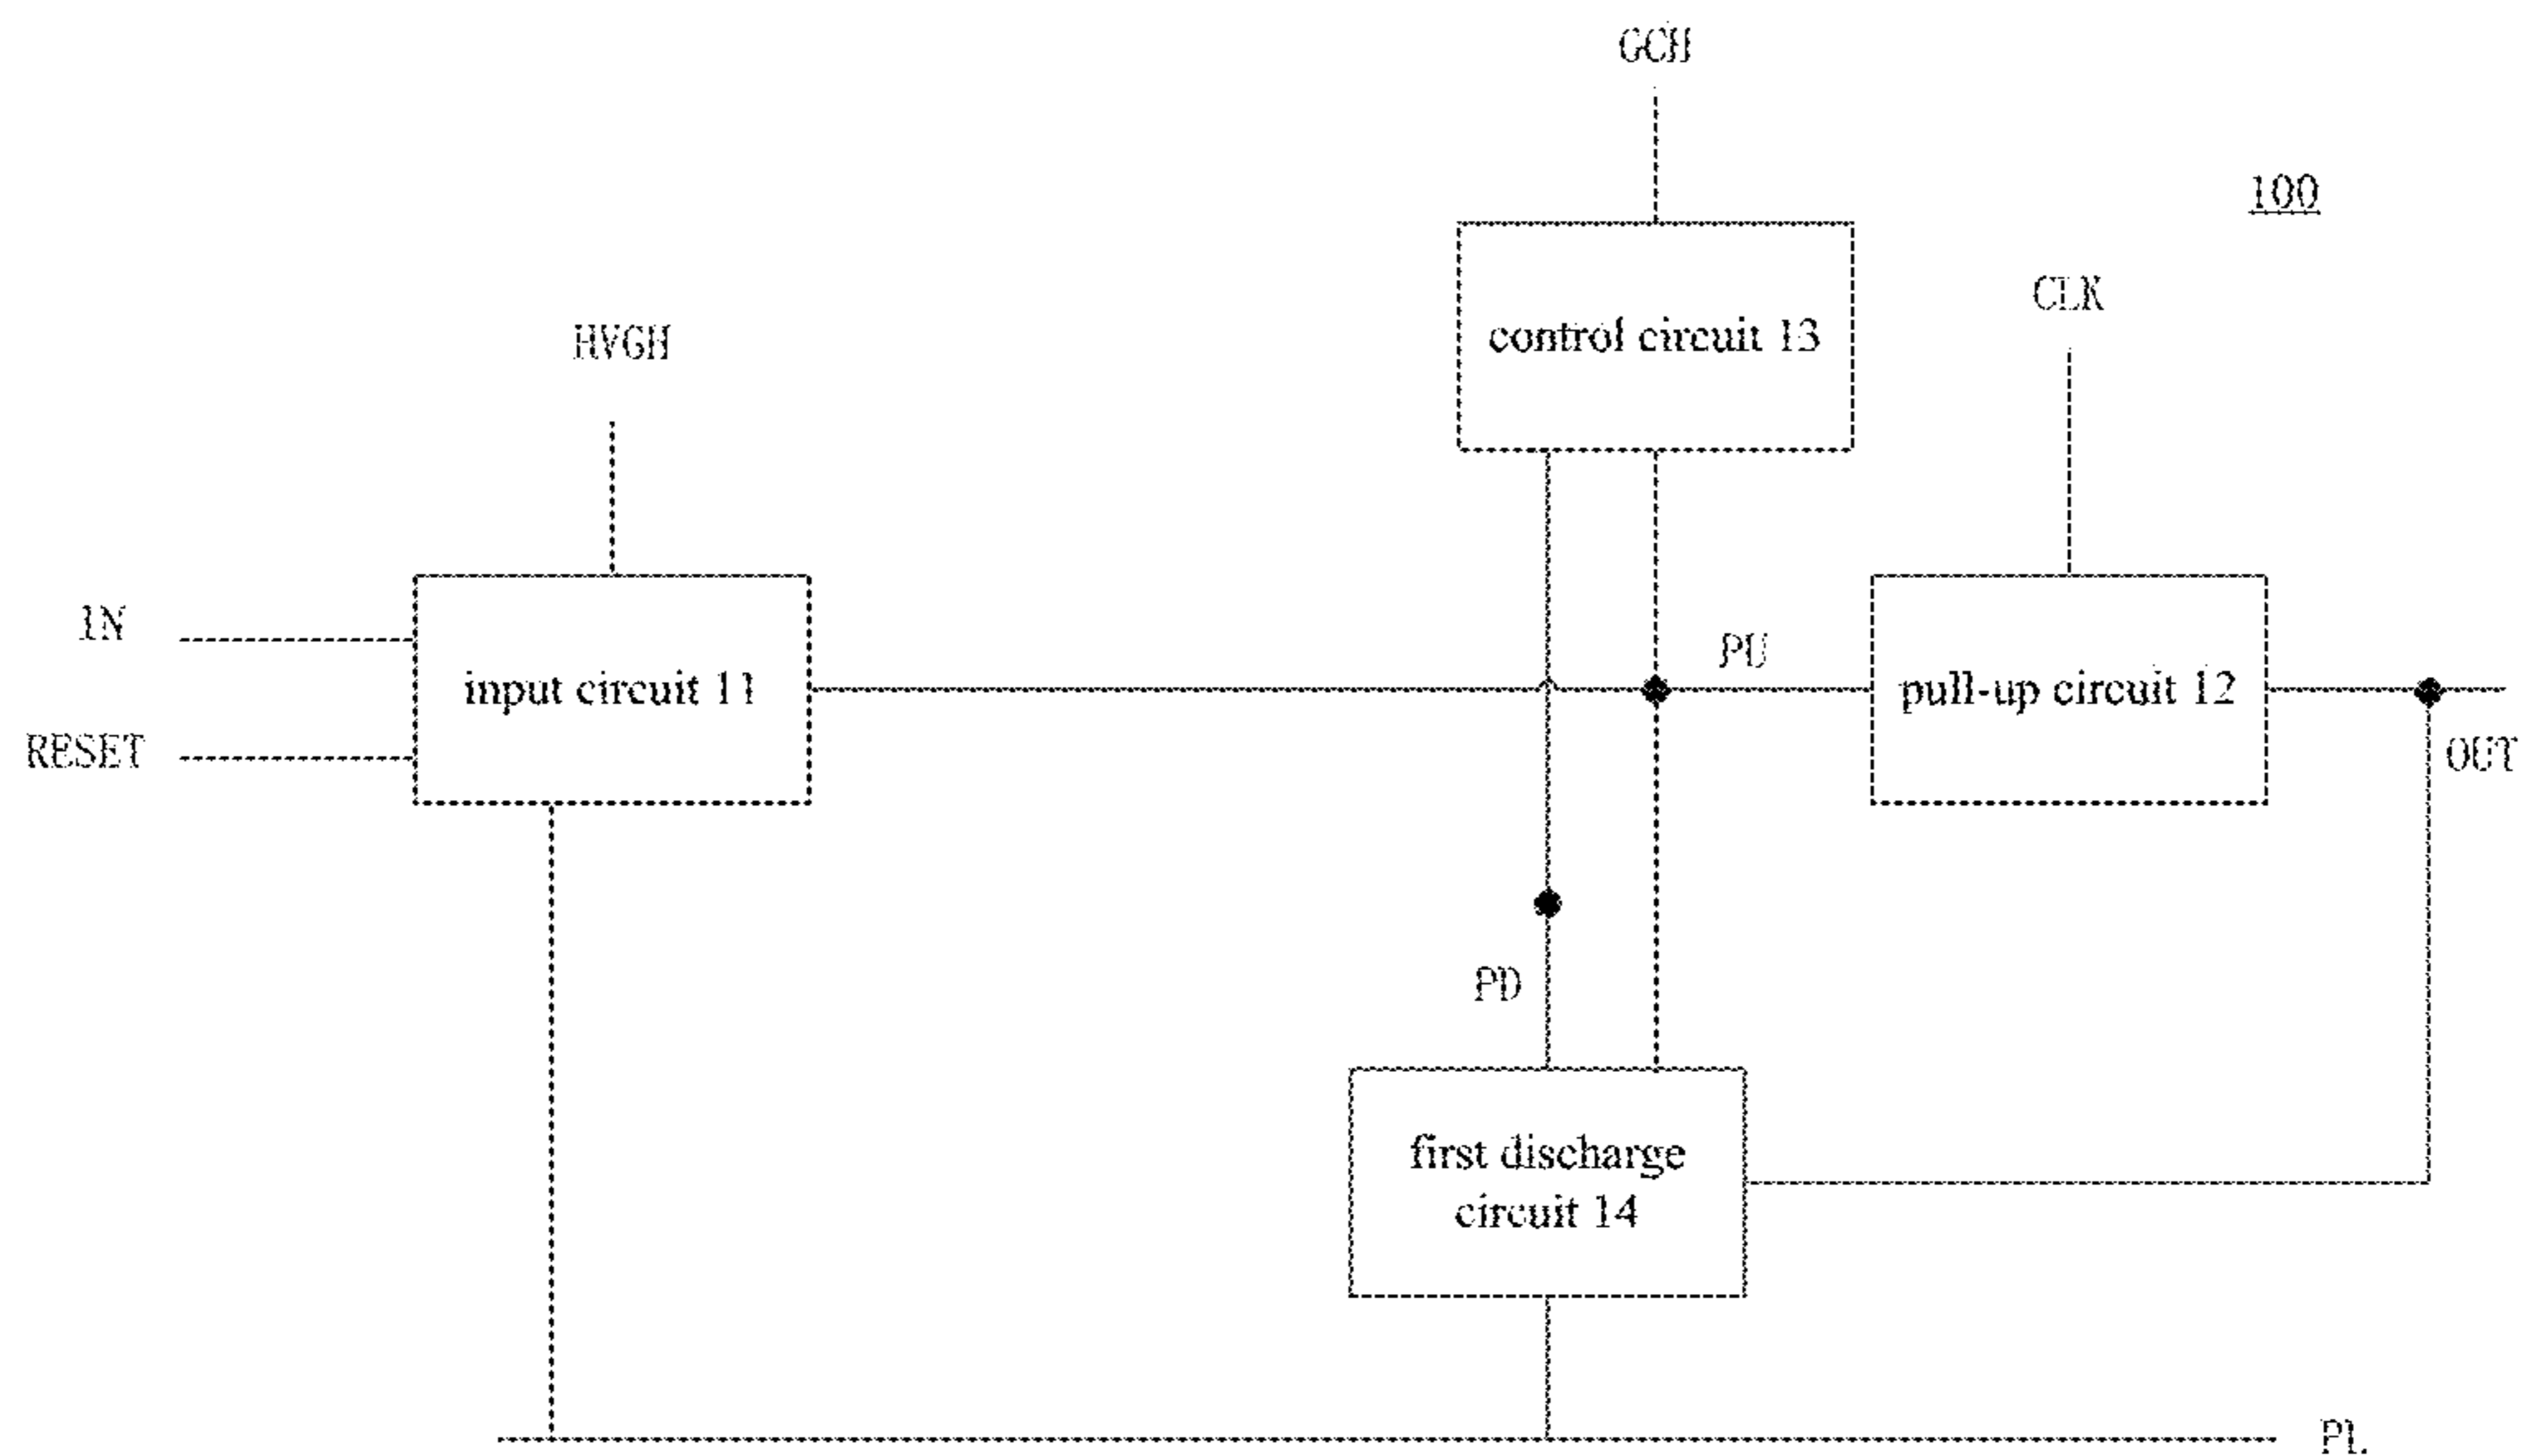 GCH
100
CLK
control circuit 13
HVGH
IN
PU
input circuit 11
pull-up circuit 12
RESET
OUT
PD
first discharge
circuit 14
PL